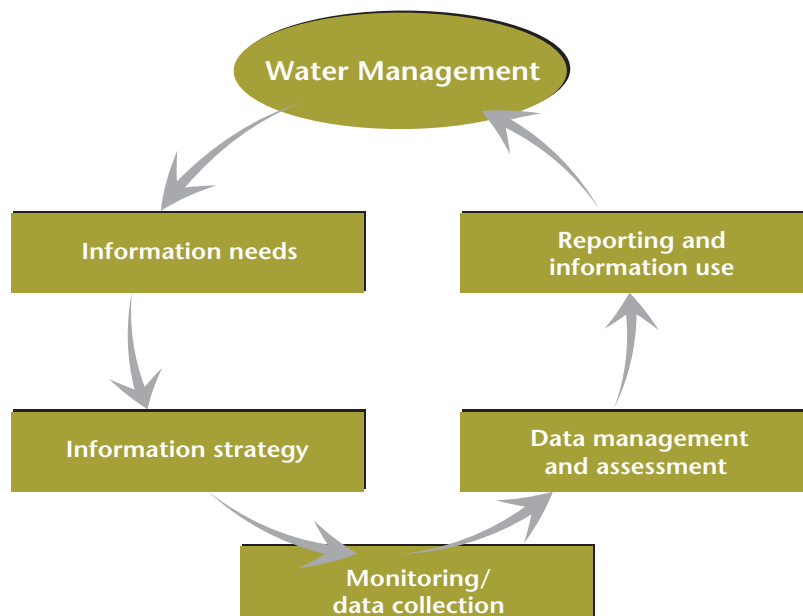 Water Management
Information needs
Reporting and
information use
Information strategy
Data management
and assessment
Monitoring/
data collection